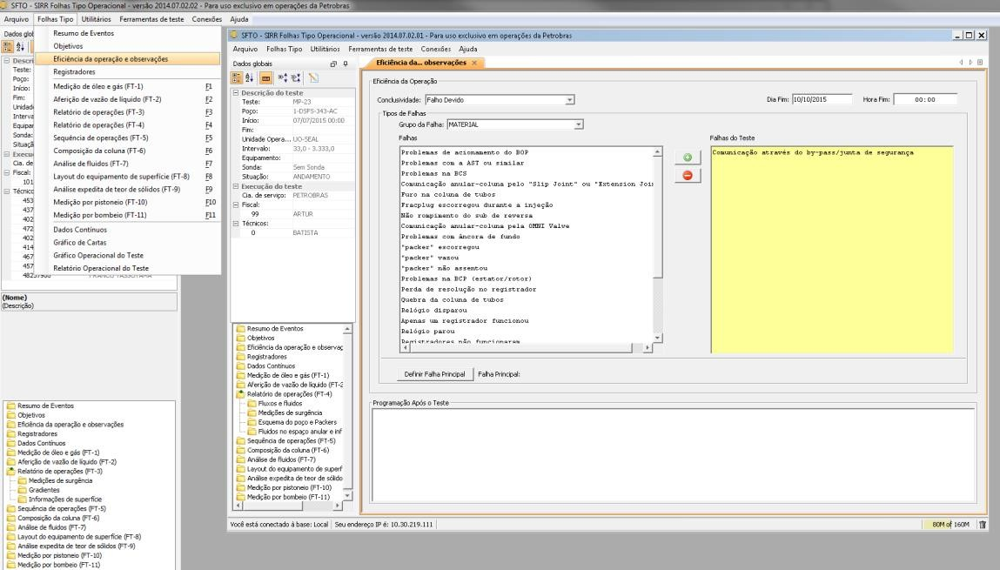 SFTO - SIRR Folhas Tipo Operacional - versão 2014.07.02.02 - Para uso exclusivo em operações da Petrobras
Arquivo Folhas Tipo Utilitários Ferramentas de teste Conexões Ajuda
Dados glob
Descri
Teste:
Poço:
Início:
Fim:
Unidad
Interva
Equipar
Sonda:
Situaçã
Execu
Cia. de
Fiscal:
101
Técnico
453
437
402
472
402
414
467
457
Resumo de Eventos
Objetivos
Eficiência da operação e observações
Registradores
Medição de óleo e gás (FT-1) F1
Aferição de vazão de líquido (FT-2) F2
Relatório de operações (FT-3) F3
Relatório de operações (FT-4) F4
Sequência de operações (FT-5) F5
Composição da coluna (FT-6) F6
Análise de fluidos (FT-7) F7
Layout do equipamento de superfície (FT-8) F8
Análise expedita de teor de sólidos (FT-9) F9
Medição por pistoneio (FT-10) F10
Medição por bombeio (FT-11) F11
Dados Contínuos
Gráfico de Cartas
Gráfico Operacional do Teste
Relatório Operacional do Teste
(Nome)
(Descrição)
Resumo de Eventos
Objetivos
Eficiência da operação e observações
Registradores
Dados Contínuos
Medição de óleo e gás (FT-1)
Aferição de vazão de líquido (FT-2)
Relatório de operações (FT-3)
Medições de surgência
Gradientes
Informações de superfície
Sequência de operações (FT-5)
Composição da coluna (FT-6)
Análise de fluidos (FT-7)
Layout do equipamento de superfície (FT-8)
Análise expedita de teor de sólidos (FT-9)
Medição por pistoneio (FT-10)
Medição por bombeio (FT-11)
SFTO - SIRR Folhas Tipo Operacional - versão 2014.07.02.01 - Para uso exclusivo em operações da Petrobras
Arquivo Folhas Tipo Utilitários Ferramentas de teste Conexões Ajuda
Dados globais
Descrição do teste
Teste: MP-23
Poço: 1-DSF5-343-AC
Início: 07/07/2015 00:00
Fim:
Unidade Opera... UO-SEAL
Intervalo: 33,0 - 3.333,0
Equipamento:
Sonda: Sem Sonda
Situação: ANDAMENTO
Execução do teste
Cia. de serviço: PETROBRAS
Fiscal:
99 ARTUR
Técnicos:
0 BATISTA
Resumo de Eventos
Objetivos
Eficiência da operação e observaç
Registradores
Dados Contínuos
Medição de óleo e gás (FT-1)
Aferição de vazão de líquido (FT-2
Relatório de operações (FT-4)
Fluxos e fluidos
Medições de surgência
Esquema do poço e Packers
Fluidos no espaço anular e inf
Sequência de operações (FT-5)
Composição da coluna (FT-6)
Análise de fluidos (FT-7)
Layout do equipamento de superf
Análise expedita de teor de sólido
Medição por pistoneio (FT-10)
Medição por bombeio (FT-11)
Eficiência da... observações
Eficiência da Operação
Conclusividade: Falho Devido Dia Fim: 10/10/2015 Hora Fim: 00:00
Tipos de Falhas
Grupo da Falha: MATERIAL
Falhas
Problemas de acionamento do BOP
Problemas com a AST ou similar
Problemas na BCS
Comunicação anular-coluna pelo "Slip Joint" ou "Extension Join
Furo na coluna de tubos
Fracplug escorregou durante a injeção
Não rompimento do sub de reversa
Comunicação anular-coluna pela OMNI Valve
Problemas com âncora de fundo
"packer" escorregou
"packer" vazou
"packer" não assentou
Problemas na BCP (estator/rotor)
Perda de resolução no registrador
Quebra da coluna de tubos
Relógio disparou
Apenas um registrador funcionou
Relógio parou
Registradores não funcionaram
Falhas do Teste
Comunicação através do by-pass/junta de segurança
Definir Falha Principal Falha Principal:
Programação Após o Teste
Você está conectado à base: Local Seu endereço IP é: 10.30.219.111 80M of 160M